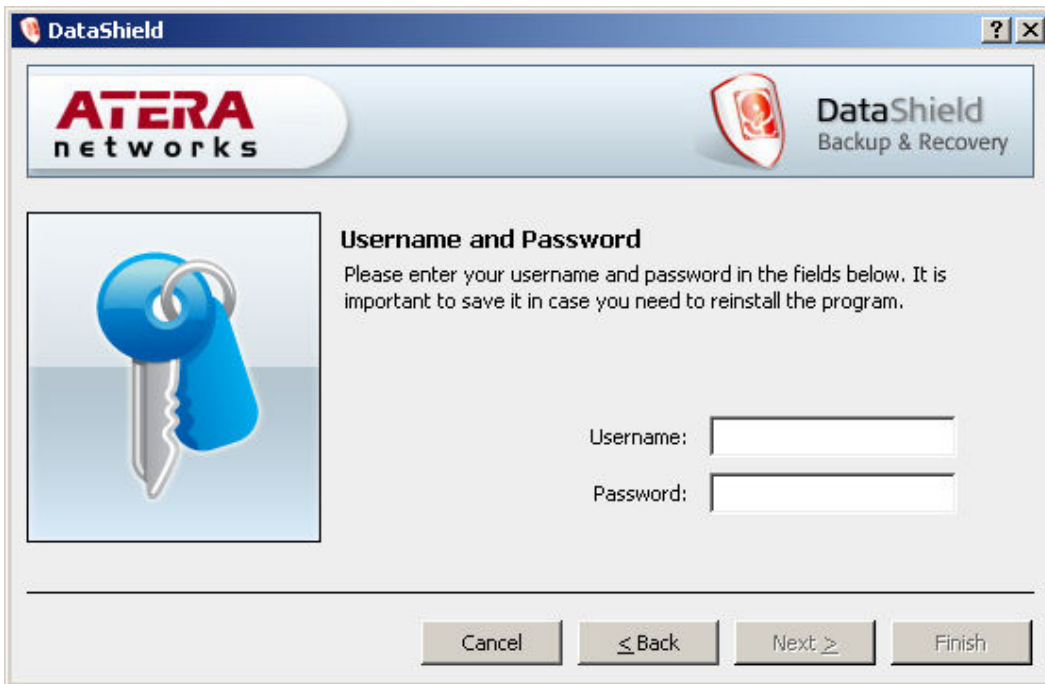 DataShield
ATERA
networks
DataShield
Backup & Recovery
Username and Password
Please enter your username and password in the fields below. It is
important to save it in case you need to reinstall the program.
Username:
Password:
Cancel
< Back
Next >
Finish